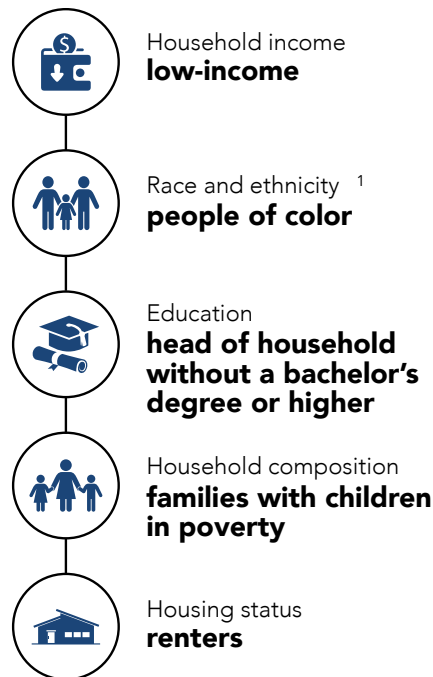 $
Household income
low-income
Race and ethnicity 1
people of color
Education
head of household
without a bachelor's
degree or higher
Household composition
families with children
in poverty
Housing status
renters